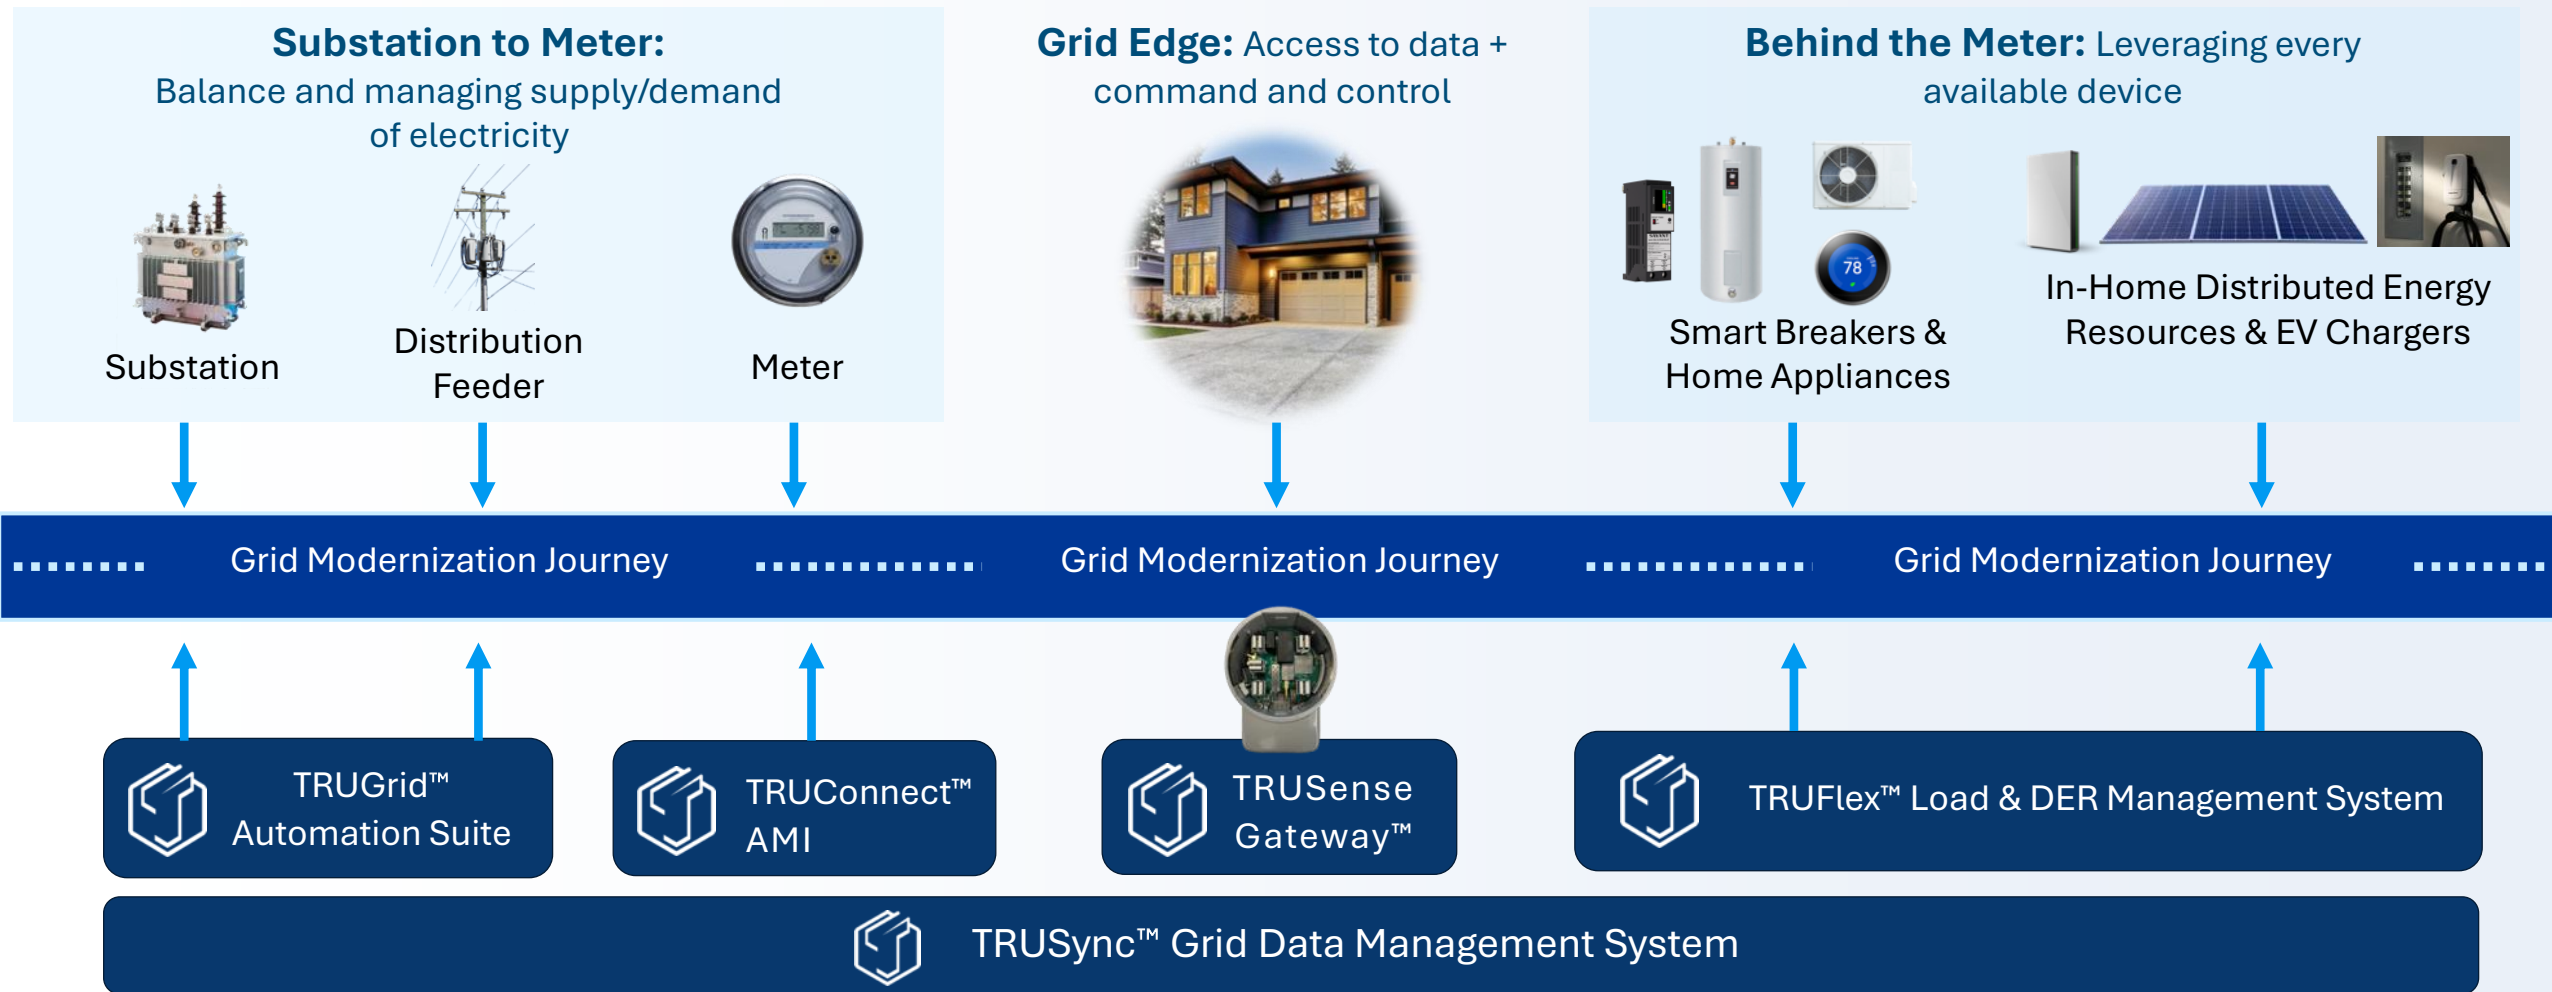 Substation to Meter:
Balance and managing supply/demand
of electricity
Substation
Distribution
Feeder
Meter
Grid Edge: Access to data +
command and control
Behind the Meter: Leveraging every
available device
78
Smart Breakers &
Home Appliances
In-Home Distributed Energy
Resources & EV Chargers
Grid Modernization Journey
Grid Modernization Journey
Grid Modernization Journey
TRUGrid™
Automation Suite
TRUConnect™
AMI
TRUSense
Gateway™
TRUFlex™ Load & DER Management System
TRUSync™ Grid Data Management System